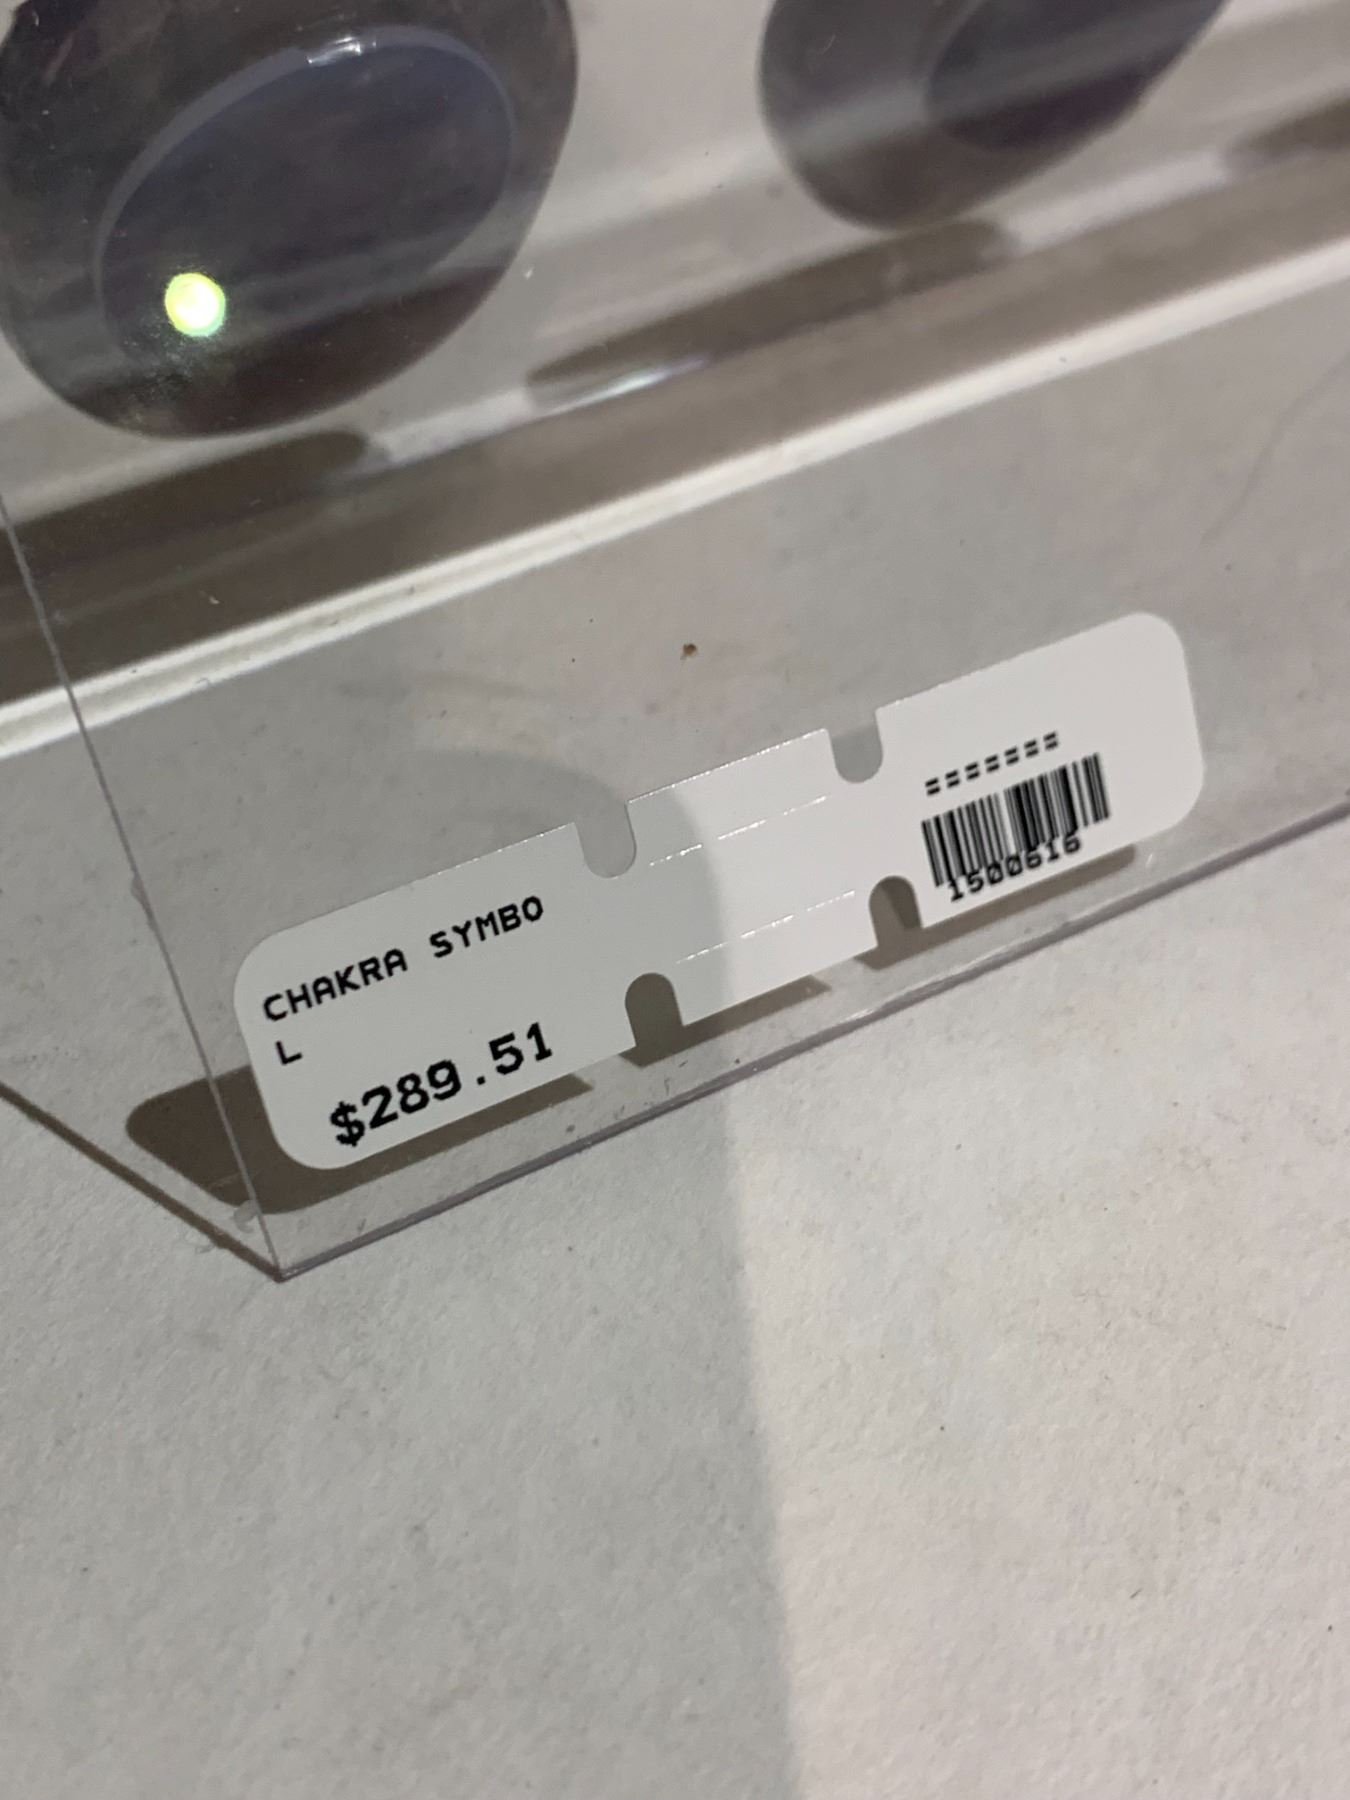 CHAKRA SYMBO
L
$289.51
=======
1500616